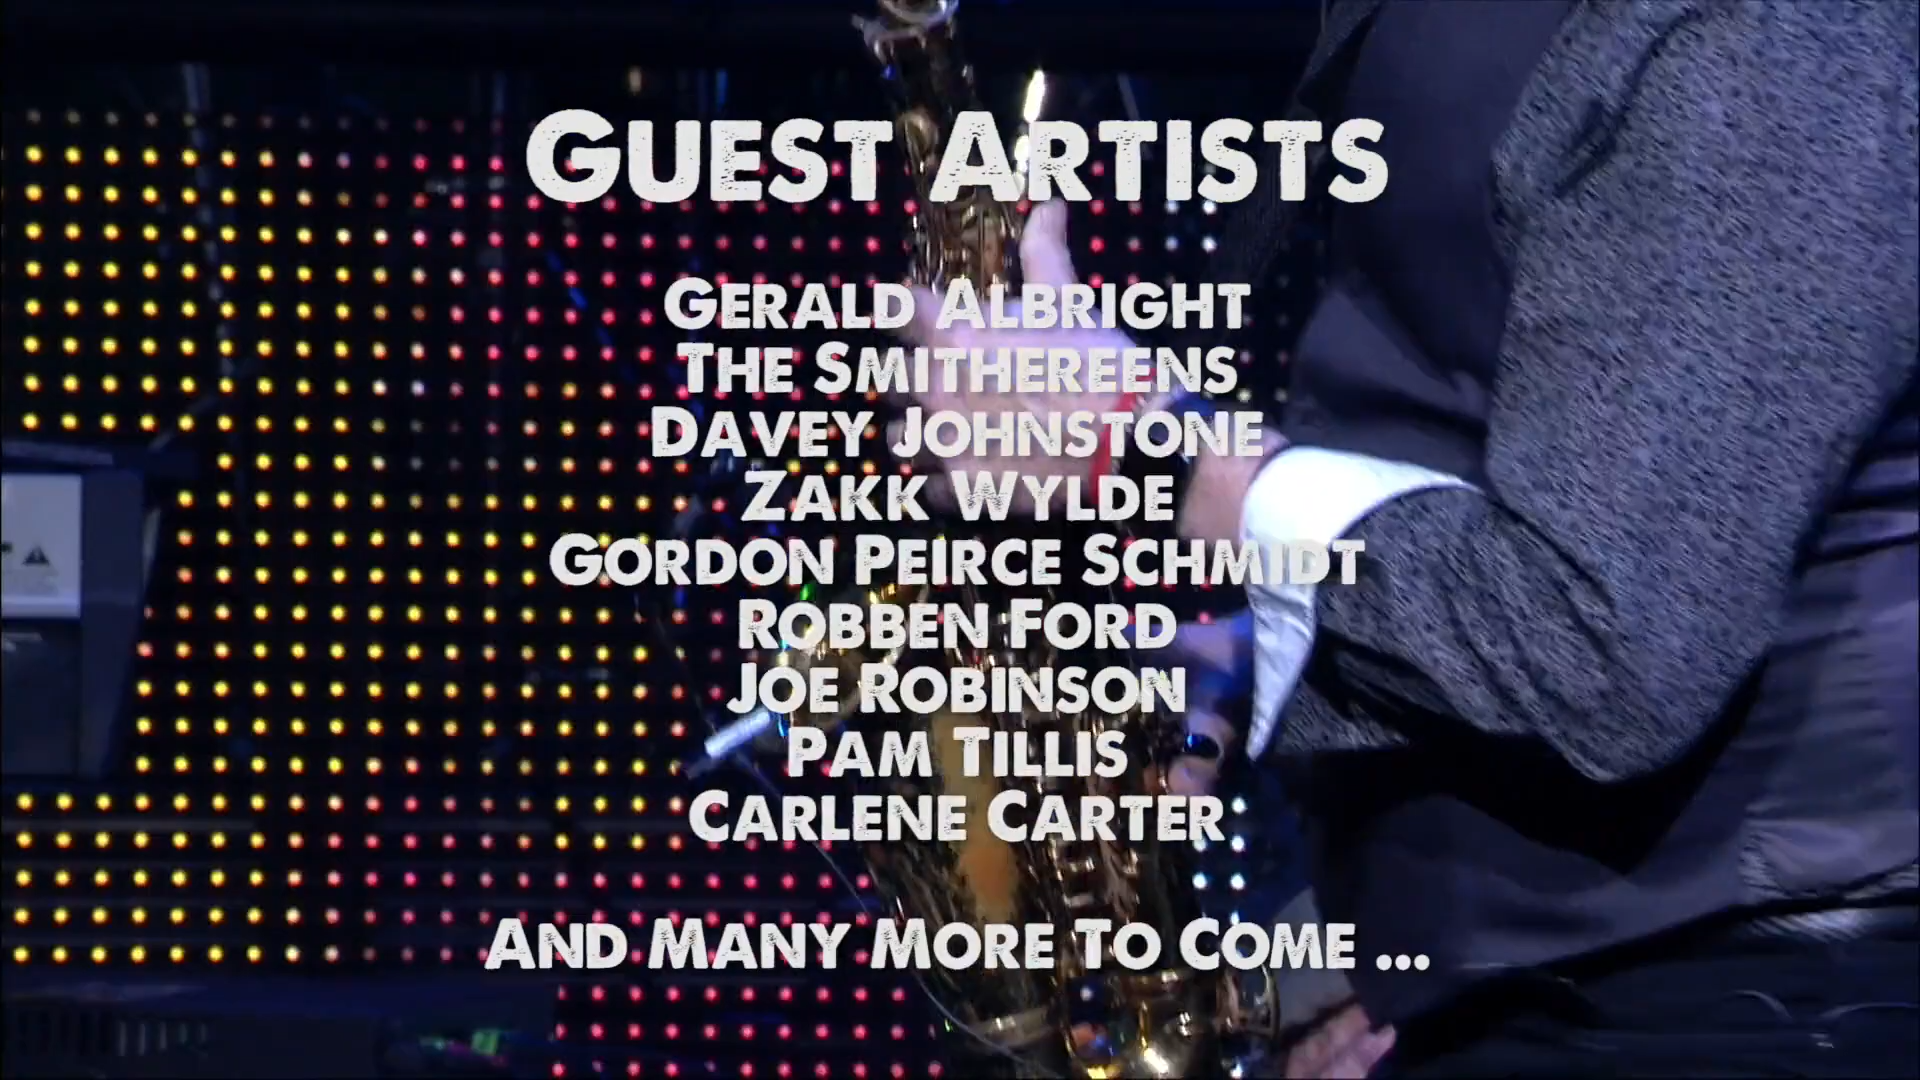 GUEST ARTISTS
GERALD ALBRIGHT
THE SMITHEREENS
DAVEY JOHNSTONE
ZAKK WYLDE
GORDON PEIRCE SCHMIDT
ROBBEN FORD
JOE ROBINSON
PAM TILLIS
CARLENE CARTER
AND MANY MORE TO COME ...